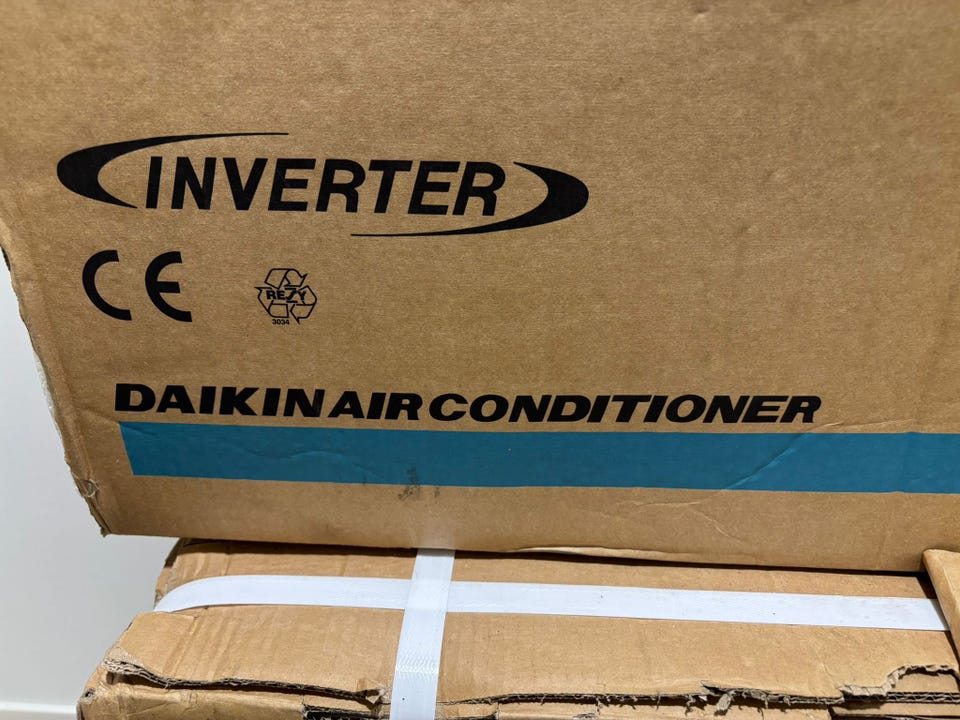 INVERTER
CE
REZY
3034
DAIKIN AIR CONDITIONER